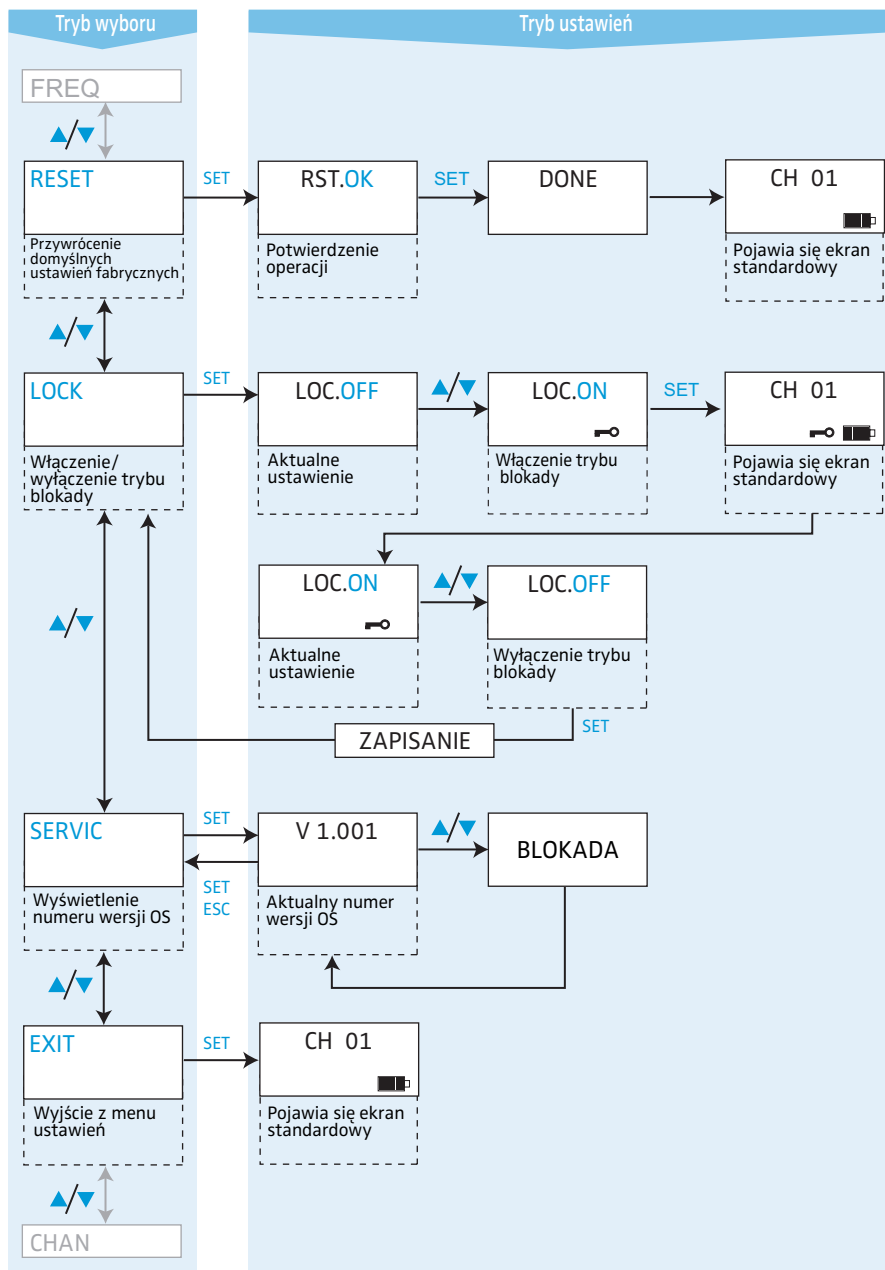 Tryb wyboru
Tryb ustawień
FREQ
▲/▼
RESET
SET
RST.OK
SET
DONE
CH 01
Przywrócenie
domyślnych
ustawień fabrycznych
Potwierdzenie
operacji
Pojawia się ekran
standardowy
▲/▼
LOCK
SET
LOC.OFF
▲/▼
LOC.ON
SET
CH 01
Włączenie/
wyłączenie trybu
blokady
Aktualne
ustawienie
Włączenie trybu
blokady
Pojawia się ekran
standardowy
▲/▼
LOC.ON
▲/▼
LOC.OFF
Aktualne
ustawienie
Wyłączenie trybu
blokady
SET
ZAPISANIE
SERVIC
SET
SET
ESC
V 1.001
▲/▼
BLOKADA
Wyświetlenie
numeru wersji OS
Aktualny numer
wersji OS
▲/▼
EXIT
SET
CH 01
Wyjście z menu
ustawień
Pojawia się ekran
standardowy
▲/▼
CHAN